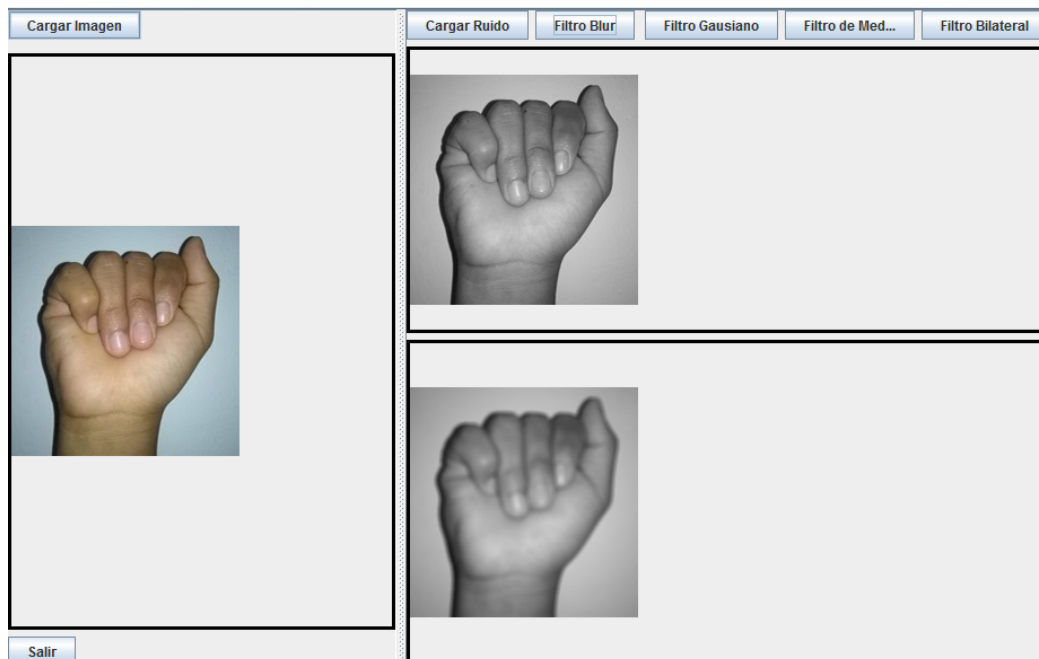 Cargar Imagen
Cargar Ruido
Filtro Blur
Filtro Gausiano
Filtro de Med...
Filtro Bilateral
Salir